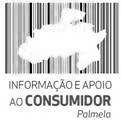 INFORMAÇÃO E APOIO
AO CONSUMIDOR
Palmela